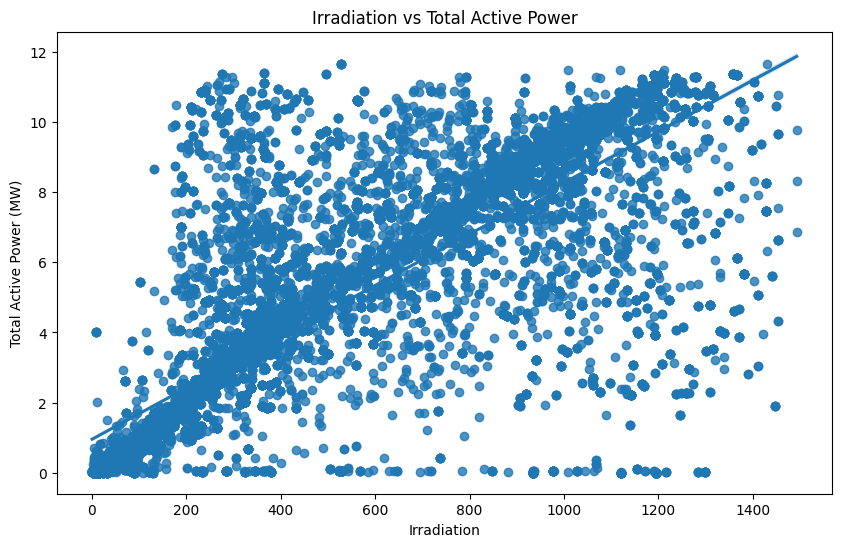 Irradiation vs Total Active Power
Total Active Power (MW)
12
10
8
6
4
2
0
0 200 400 600 800 1000 1200 1400
Irradiation